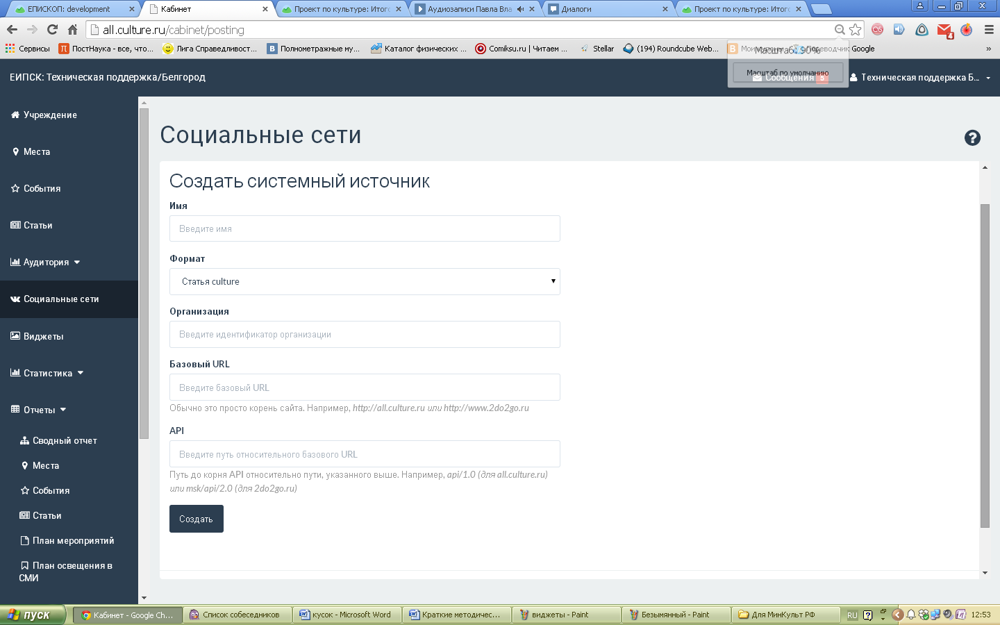 ЕПИСКОП: development
Кабинет
Проект по культуре: Итог
Аудиозаписи Павла Вла
Диалоги
Проект по культуре: Итог
all.culture.ru/cabinet/posting
4
Сервисы
ПостНаука - все, что...
Лига Справедливост...
Полнометражные му...
Каталог физических ...
Comiksu.ru | Читаем ...
Stellar
(194) Roundcube Web...
Переводчик Google
»
Масштаб: 90%
Масштаб по умолчанию
ЕИПСК: Техническая поддержка/Белгород
Сообщения 5
Техническая поддержка Б...
Учреждение
Места
События
Статьи
Аудитория
Социальные сети
Виджеты
Статистика
Отчеты
Сводный отчет
Места
События
Статьи
План мероприятий
План освещения в
СМИ
Социальные сети
Создать системный источник
Имя
Введите имя
Формат
Статья culture
Организация
Введите идентификатор организации
Базовый URL
Введите базовый URL
Обычно это просто корень сайта. Например, http://all.culture.ru или http://www.2do2go.ru
API
Введите путь относительного базового URL
Путь до корня API относительно пути, указанного выше. Например, api/1.0 (для all.culture.ru)
или msk/api/2.0 (для 2do2go.ru)
Создать
пуск
Кабинет - Google Ch...
Список собеседников
кусок - Microsoft Word
Краткие методичес...
виджеты - Paint
Безымянный - Paint
Для МинКульт РФ
RU
12:53